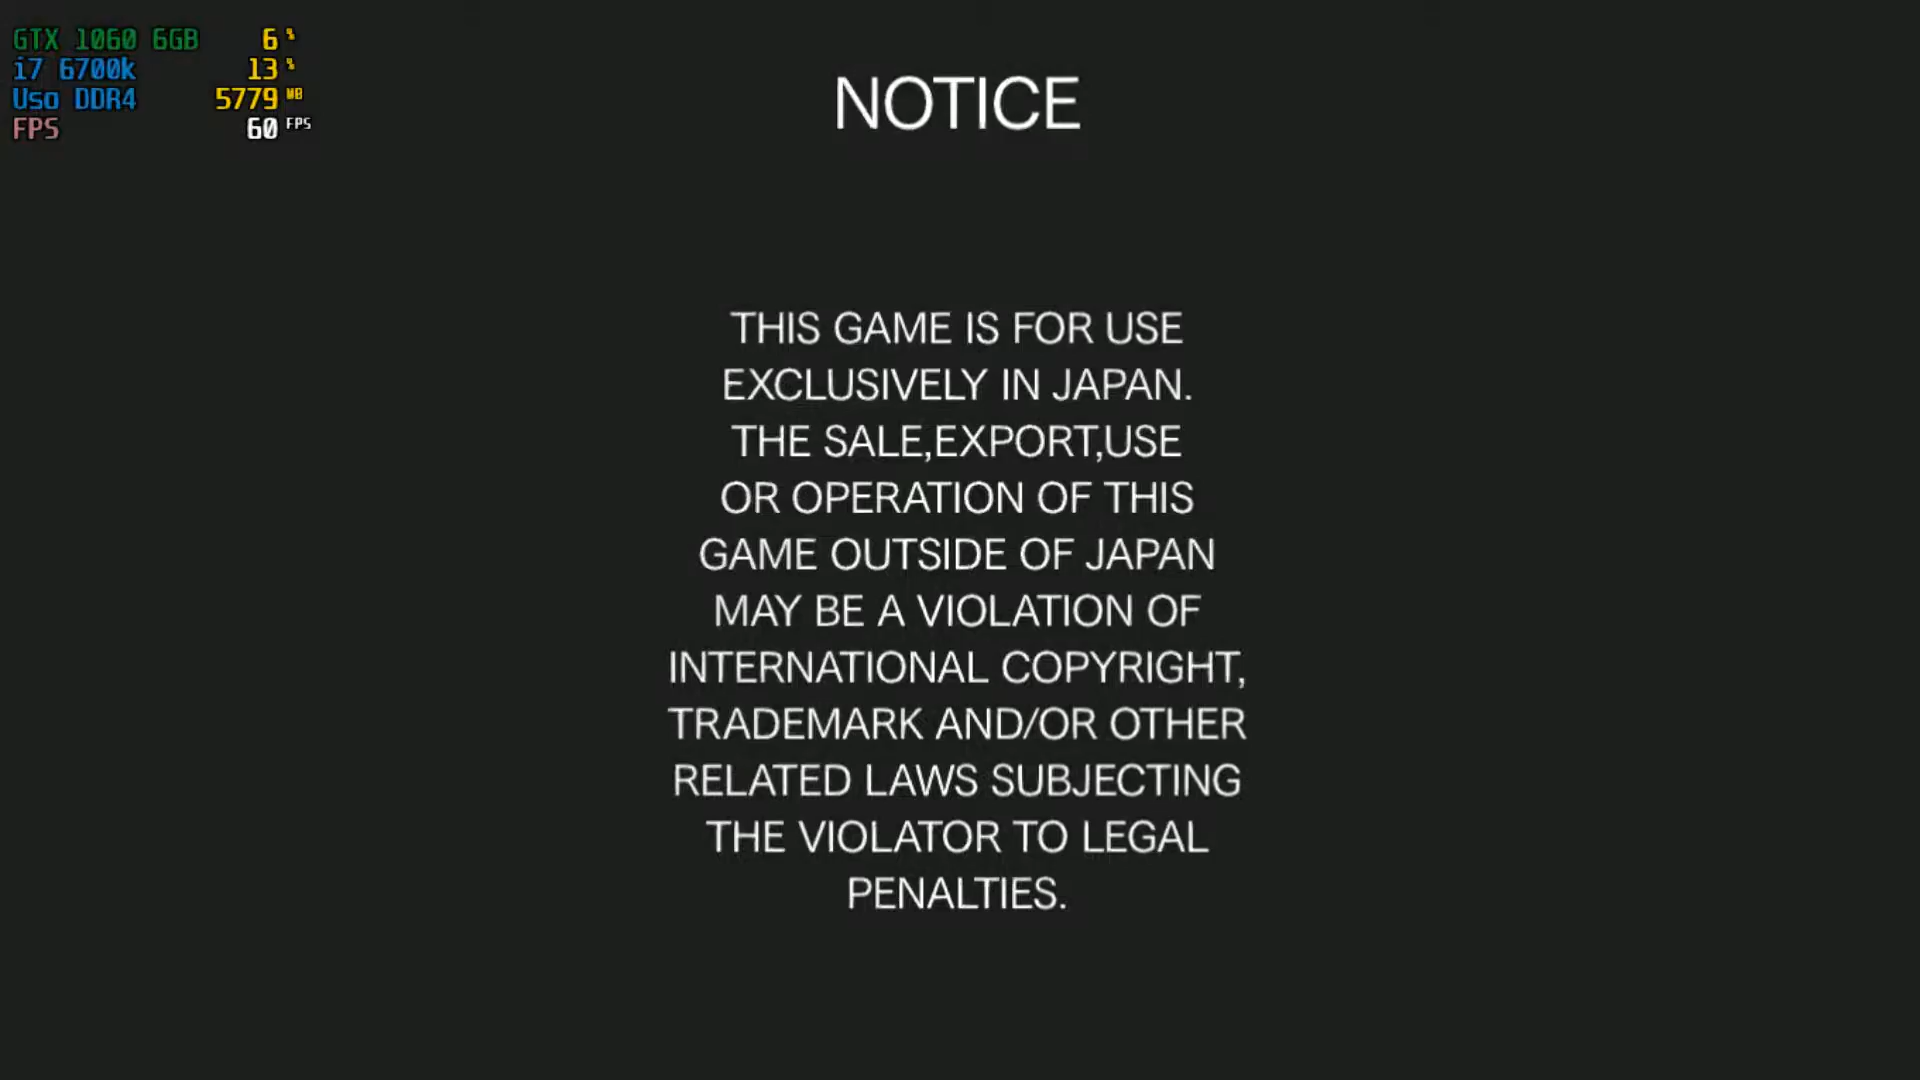 GTX 1060 6GB 6 %
i7 6700k 13 %
Uso DDR4 5779 MB
FPS 60 FPS
NOTICE
THIS GAME IS FOR USE
EXCLUSIVELY IN JAPAN.
THE SALE,EXPORT,USE
OR OPERATION OF THIS
GAME OUTSIDE OF JAPAN
MAY BE A VIOLATION OF
INTERNATIONAL COPYRIGHT,
TRADEMARK AND/OR OTHER
RELATED LAWS SUBJECTING
THE VIOLATOR TO LEGAL
PENALTIES.